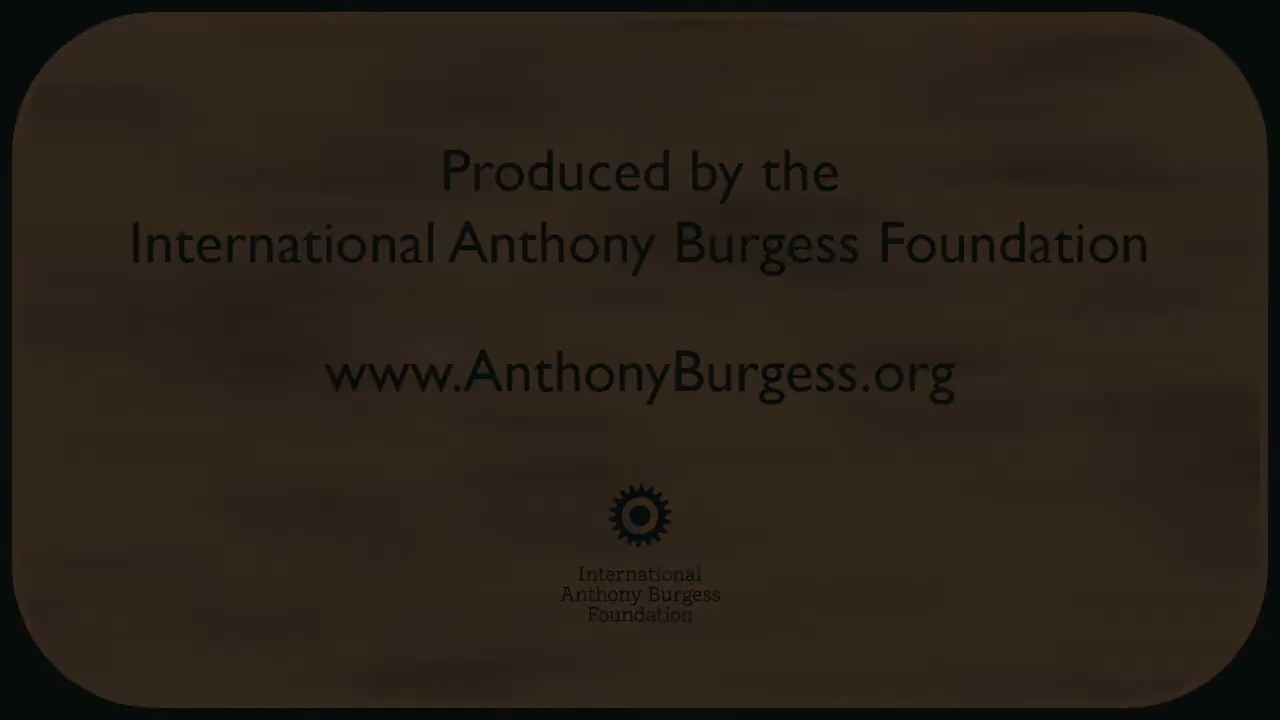 Produced by the
International Anthony Burgess Foundation
www.AnthonyBurgess.org
International
Anthony Burgess
Foundation